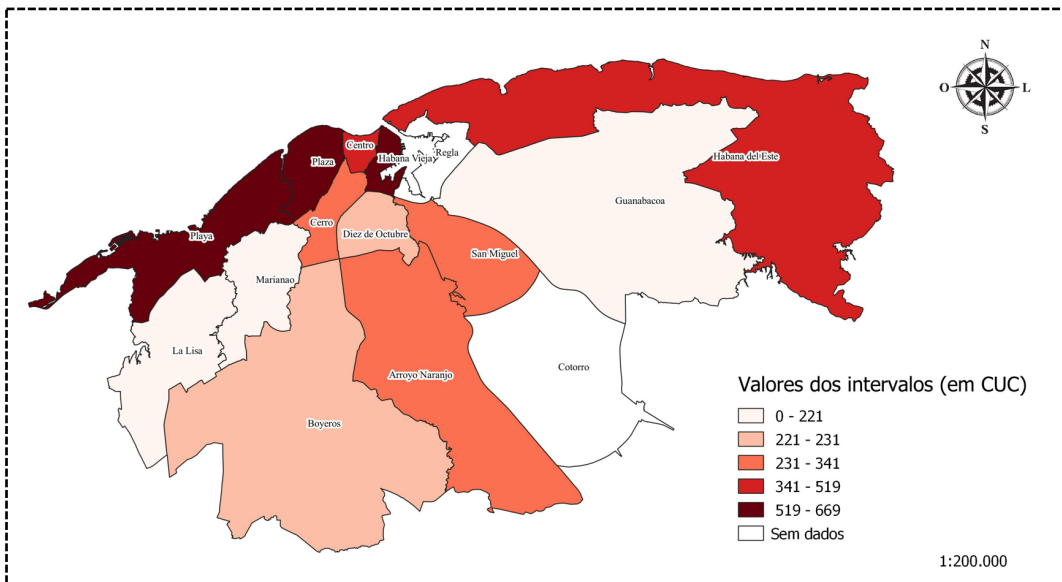 N
O
L
S
Centro
Plaza
Habana Vieja
Regla
Habana del Este
Guanabacoa
Cerro
Diez de Octubre
Playa
San Miguel
Marianao
La Lisa
Cotorro
Arroyo Naranjo
Boyeros
Valores dos intervalos (em CUC)
0 - 221
221 - 231
231 - 341
341 - 519
519 - 669
Sem dados
1:200.000